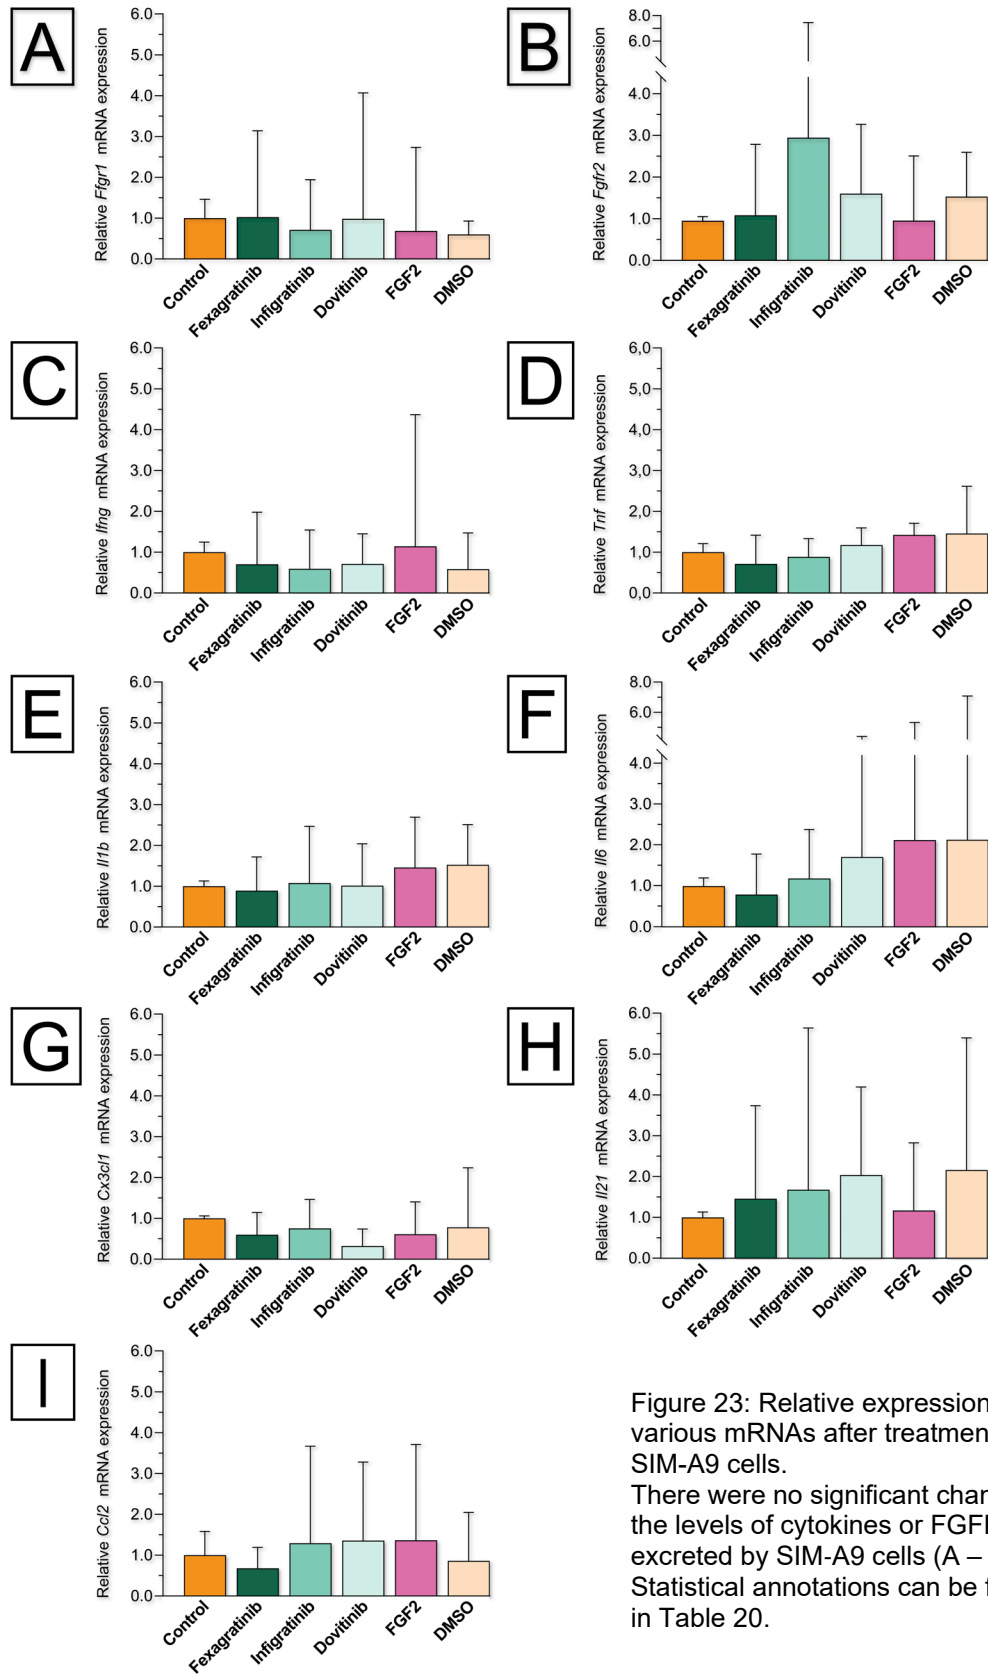 A
Relative Ffgr1 mRNA expression
6.0
5.0
4.0
3.0
2.0
1.0
0.0
Control
Fexagratinib
Infigratinib
Dovitinib
FGF2
DMSO
B
Relative Fgfr2 mRNA expression
8.0
6.0
4.0
3.0
2.0
1.0
0.0
Control
Fexagratinib
Infigratinib
Dovitinib
FGF2
DMSO
C
Relative Ifng mRNA expression
6.0
5.0
4.0
3.0
2.0
1.0
0.0
Control
Fexagratinib
Infigratinib
Dovitinib
FGF2
DMSO
D
Relative Tnf mRNA expression
6,0
5,0
4,0
3,0
2,0
1,0
0,0
Control
Fexagratinib
Infigratinib
Dovitinib
FGF2
DMSO
E
Relative Il1b mRNA expression
6.0
5.0
4.0
3.0
2.0
1.0
0.0
Control
Fexagratinib
Infigratinib
Dovitinib
FGF2
DMSO
F
Relative Il6 mRNA expression
8.0
6.0
4.0
3.0
2.0
1.0
0.0
Control
Fexagratinib
Infigratinib
Dovitinib
FGF2
DMSO
G
Relative Cx3cl1 mRNA expression
6.0
5.0
4.0
3.0
2.0
1.0
0.0
Control
Fexagratinib
Infigratinib
Dovitinib
FGF2
DMSO
H
Relative Il21 mRNA expression
6.0
5.0
4.0
3.0
2.0
1.0
0.0
Control
Fexagratinib
Infigratinib
Dovitinib
FGF2
DMSO
I
Relative Ccl2 mRNA expression
6.0
5.0
4.0
3.0
2.0
1.0
0.0
Control
Fexagratinib
Infigratinib
Dovitinib
FGF2
DMSO
Figure 23: Relative expression
various mRNAs after
SIM-A9 cells.
There were no significant
the levels of cytokines or
excreted by SIM-A9 cells (A –
Statistical annotations can be
in Table 20.